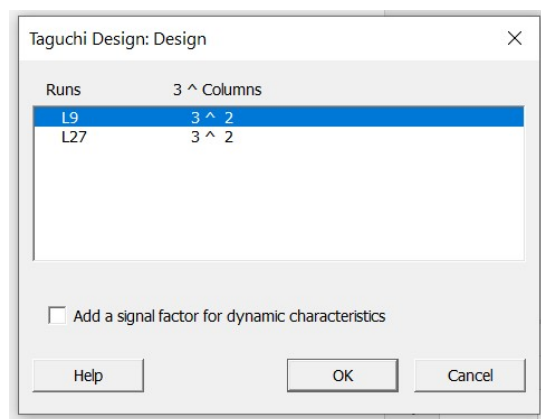 Taguchi Design: Design
Runs 3 ^ Columns
L9 3 ^ 2
L27 3 ^ 2
Add a signal factor for dynamic characteristics
Help OK Cancel